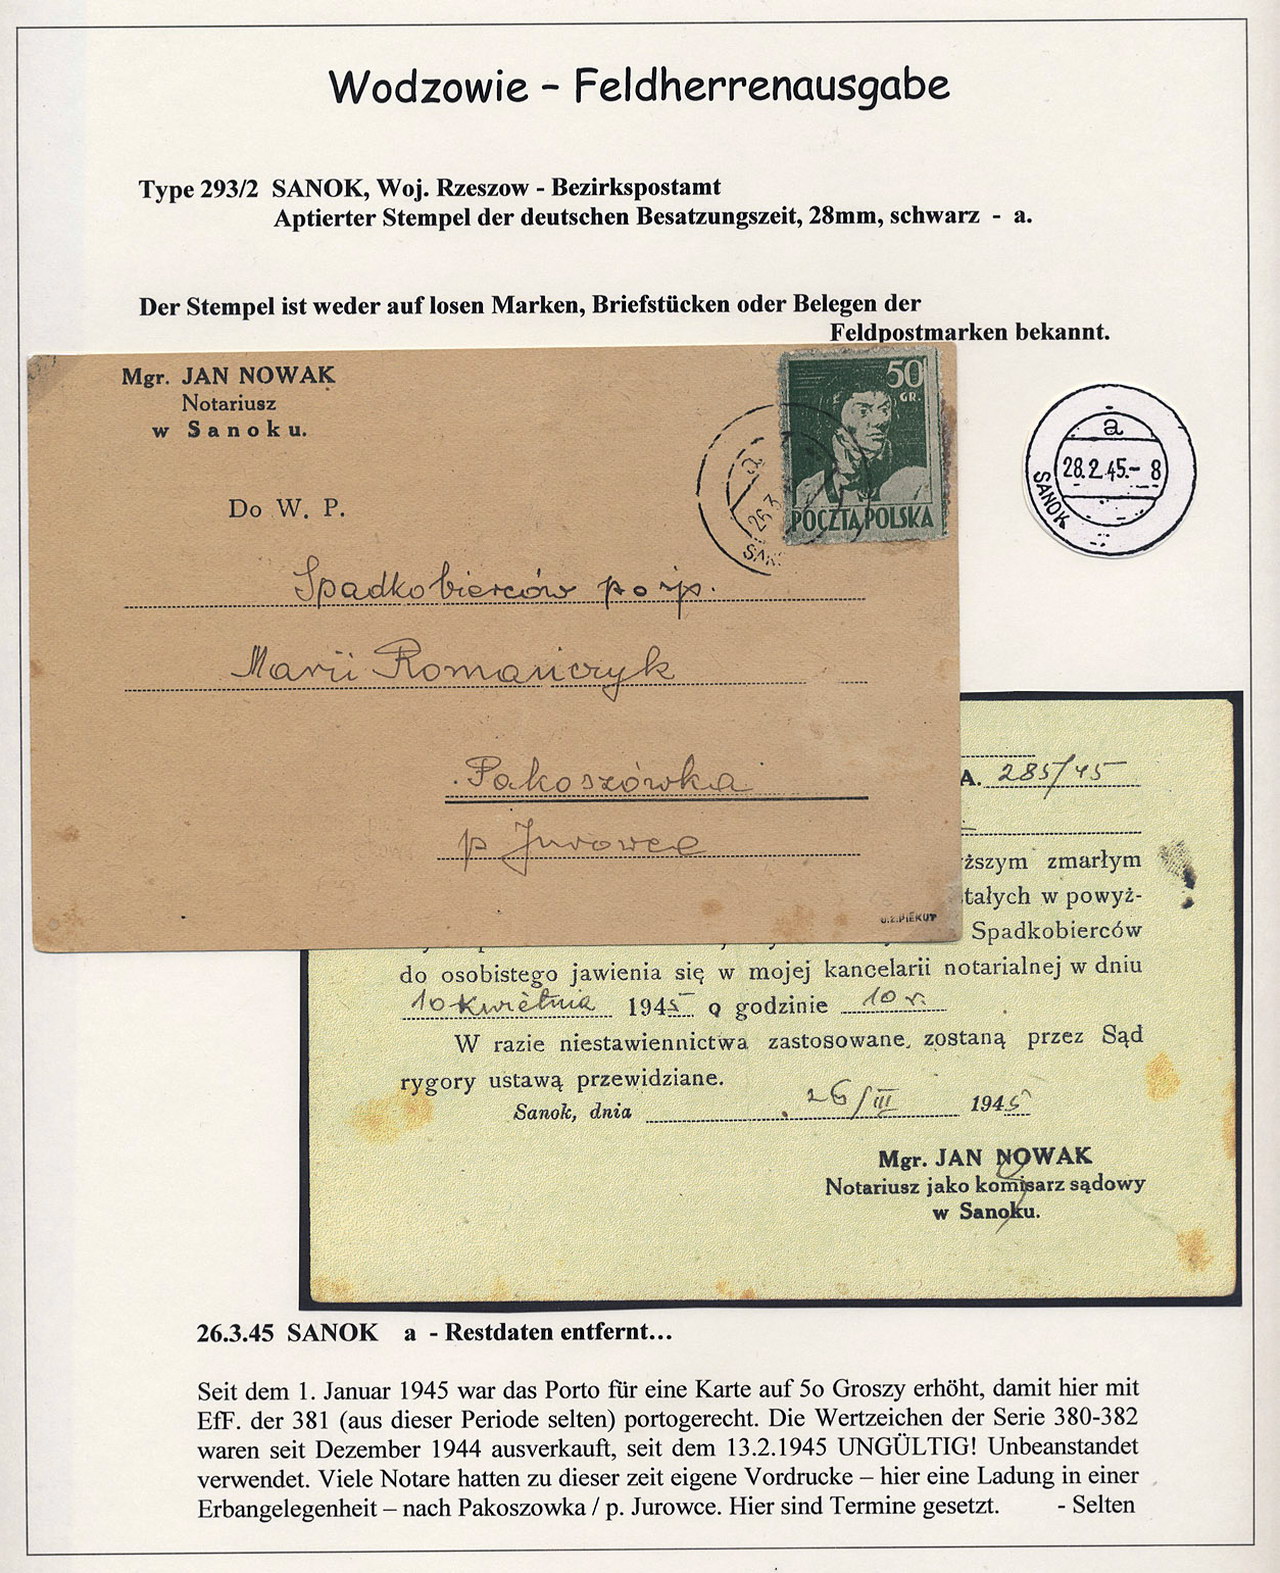 Wodzowie – Feldherrenausgabe
Type 293/2 SANOK, Woj. Rzeszow - Bezirkspostamt
Aptierter Stempel der deutschen Besatzungszeit, 28mm, schwarz - a.
Der Stempel ist weder auf losen Marken, Briefstücken oder Belegen der
Feldpostmarken bekannt.
Mgr. JAN NOWAK
Notariusz
w Sanoku.
50
GR.
POCZTA POLSKA
a
26.3
SAN
a
28.2.45.- 8
SANOK
Do W. P.
Spadkobierców po śp.
Marii Romańczyk
Pakoszówka
p Jurowce
U.Z.PIEKUT
A. 285/45
ższym zmarłym
tałych w powyż-
Spadkobierców
do osobistego jawienia się w mojej kancelarii notarialnej w dniu
10 kwietnia 1945 o godzinie 10 r.
W razie niestawiennictwa zastosowane zostaną przez Sąd
rygory ustawą przewidziane.
Sanok, dnia 26/III 1945
Mgr. JAN NOWAK
Notariusz jako komisarz sądowy
w Sanoku.
26.3.45 SANOK a - Restdaten entfernt…
Seit dem 1. Januar 1945 war das Porto für eine Karte auf 5o Groszy erhöht, damit hier mit
EfF. der 381 (aus dieser Periode selten) portogerecht. Die Wertzeichen der Serie 380-382
waren seit Dezember 1944 ausverkauft, seit dem 13.2.1945 UNGÜLTIG! Unbeanstandet
verwendet. Viele Notare hatten zu dieser zeit eigene Vordrucke – hier eine Ladung in einer
Erbangelegenheit – nach Pakoszowka / p. Jurowce. Hier sind Termine gesetzt. - Selten